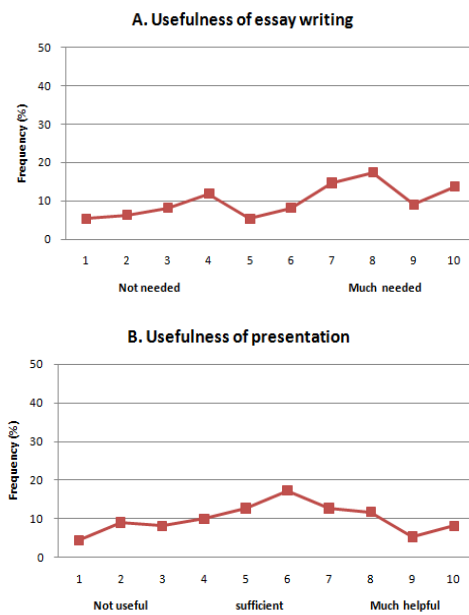 A. Usefulness of essay writing
50
40
30
20
10
0
Frequency (%)
1 2 3 4 5 6 7 8 9 10
Not needed Much needed
B. Usefulness of presentation
50
40
30
20
10
0
Frequency (%)
1 2 3 4 5 6 7 8 9 10
Not useful sufficient Much helpful